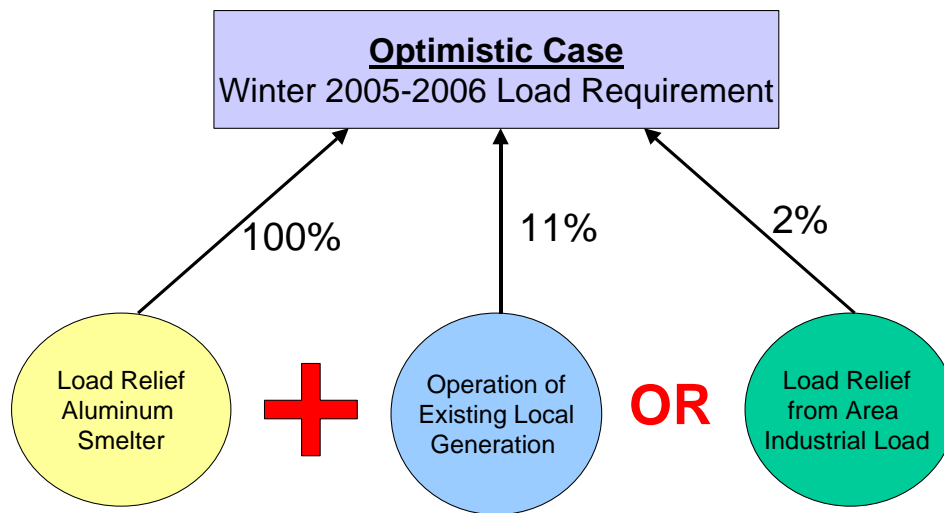 Optimistic Case
Winter 2005-2006 Load Requirement
100%
11%
2%
Load Relief
Aluminum
Smelter
Operation of
Existing Local
Generation
OR
Load Relief
from Area
Industrial Load